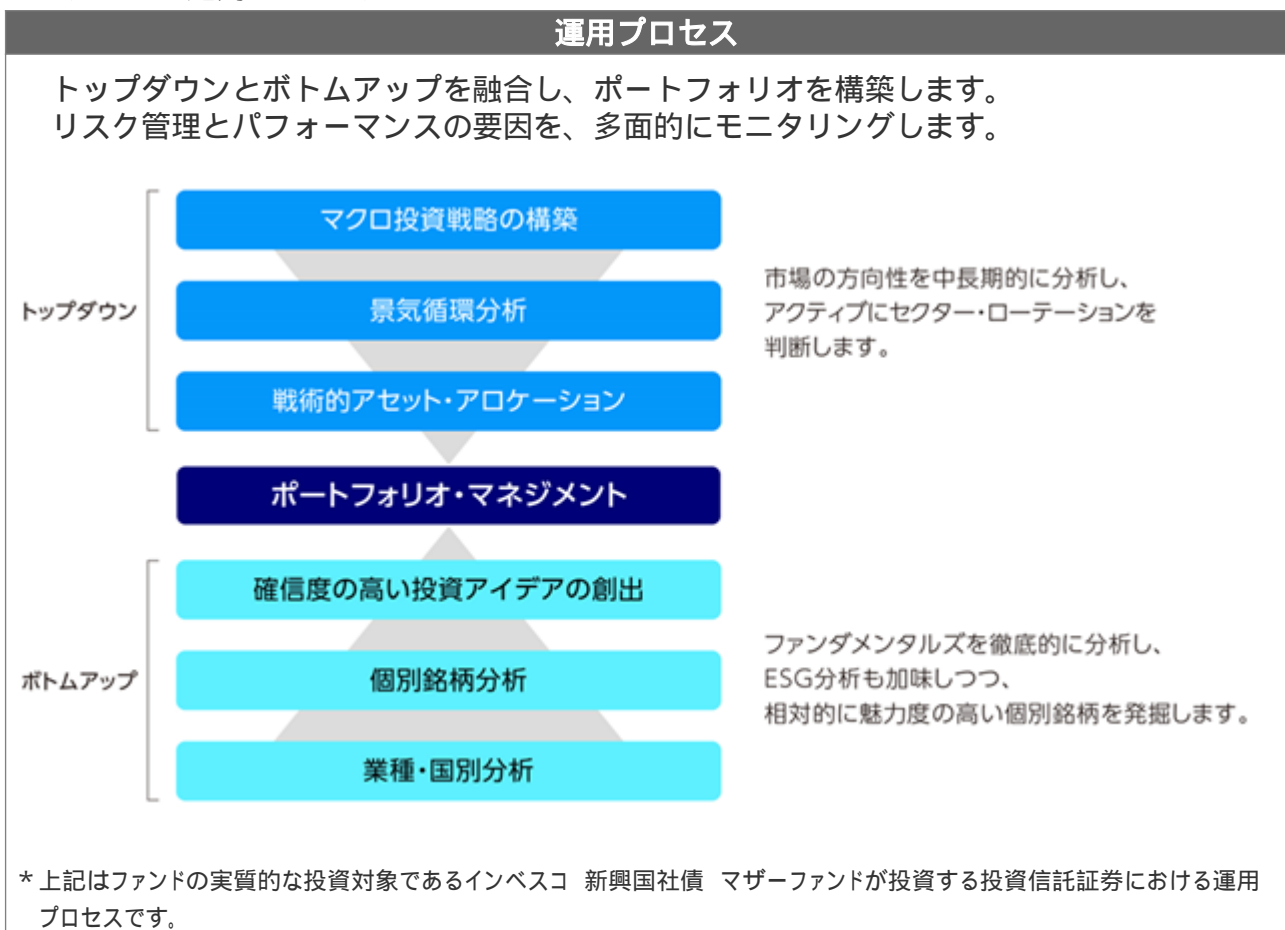 運用プロセス
トップダウンとボトムアップを融合し、ポートフォリオを構築します。
リスク管理とパフォーマンスの要因を、多面的にモニタリングします。
トップダウン
マクロ投資戦略の構築
景気循環分析
戦術的アセット・アロケーション
市場の方向性を中長期的に分析し、
アクティブにセクター・ローテーションを
判断します。
ポートフォリオ・マネジメント
ボトムアップ
確信度の高い投資アイデアの創出
個別銘柄分析
業種・国別分析
ファンダメンタルズを徹底的に分析し、
ESG分析も加味しつつ、
相対的に魅力度の高い個別銘柄を発掘します。
＊上記はファンドの実質的な投資対象であるインベスコ 新興国社債 マザーファンドが投資する投資信託証券における運用
プロセスです。